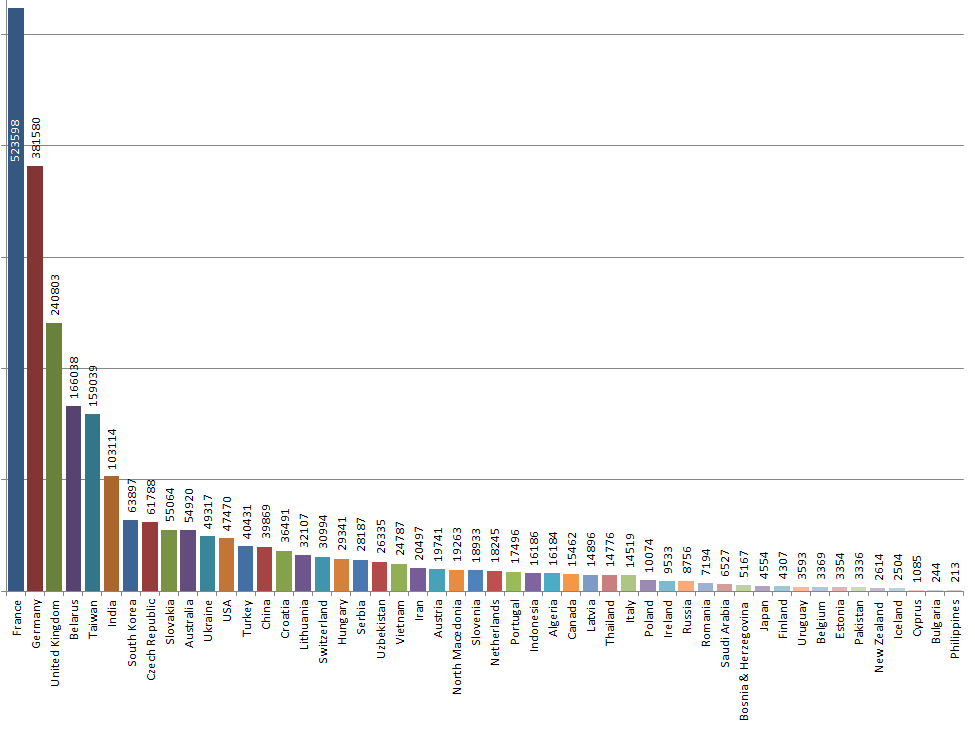 523598
381580
240803
166038
159039
103114
63897
61788
55064
54920
49317
47470
40431
39869
36491
32107
30994
29341
28187
26335
24787
20497
19741
19263
18933
18245
17496
16186
16184
15462
14896
14776
14519
10074
9533
8756
7194
6527
5167
4554
4307
3593
3369
3354
3336
2614
2504
1085
244
213
France
Germany
United Kingdom
Belarus
Taiwan
India
South Korea
Czech Republic
Slovakia
Australia
Ukraine
USA
Turkey
China
Croatia
Lithuania
Switzerland
Hungary
Serbia
Uzbekistan
Vietnam
Iran
Austria
North Macedonia
Slovenia
Netherlands
Portugal
Indonesia
Algeria
Canada
Latvia
Thailand
Italy
Poland
Ireland
Russia
Romania
Saudi Arabia
Bosnia & Herzegovina
Japan
Finland
Uruguay
Belgium
Estonia
Pakistan
New Zealand
Iceland
Cyprus
Bulgaria
Philippines